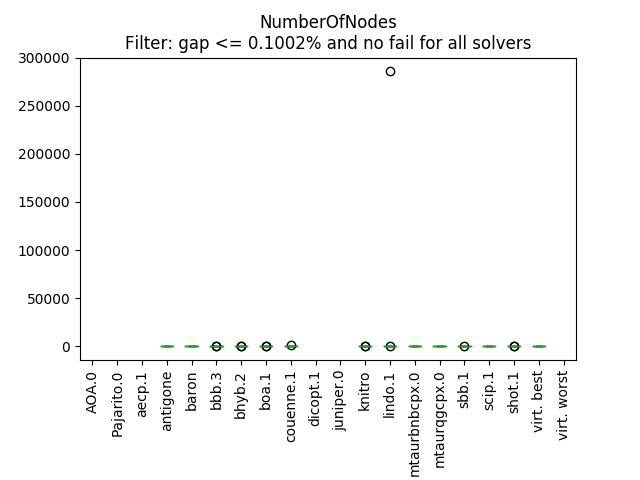 NumberOfNodes
Filter: gap <= 0.1002% and no fail for all solvers
300000
250000
200000
150000
100000
50000
0
AOA.0
Pajarito.0
aecp.1
antigone
baron
bbb.3
bhyb.2
boa.1
couenne.1
dicopt.1
juniper.0
knitro
lindo.1
mtaurbnbcpx.0
mtaurqgcpx.0
sbb.1
scip.1
shot.1
virt. best
virt. worst